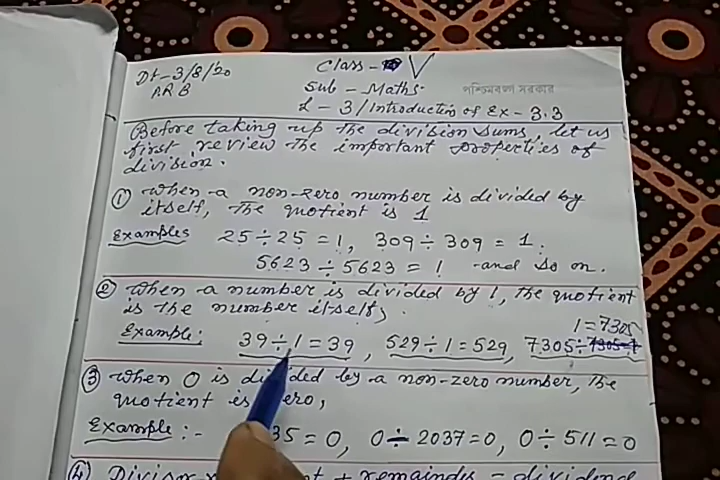 Dt-3/8/20
ARB
Class - V
Sub - Maths.
পশ্চিমবঙ্গ সরকার
L - 3/Introduction of Ex - 3.3
Before taking up the division sums, let us
first review the important properties of
division.
① When a non-zero number is divided by
itself, the quotient is 1
Examples 25÷25 = 1, 309÷309 = 1.
5623÷5623 = 1 and so on.
② When a number is divided by 1, the quotient
is the number itself,
1=7305
Example: 39÷1=39, 529÷1=529, 7305÷
③ When 0 is divided by a non-zero number, the
quotient is zero,
Example:- 35=0, 0÷2037=0, 0÷511=0
④ + remainder = dividend